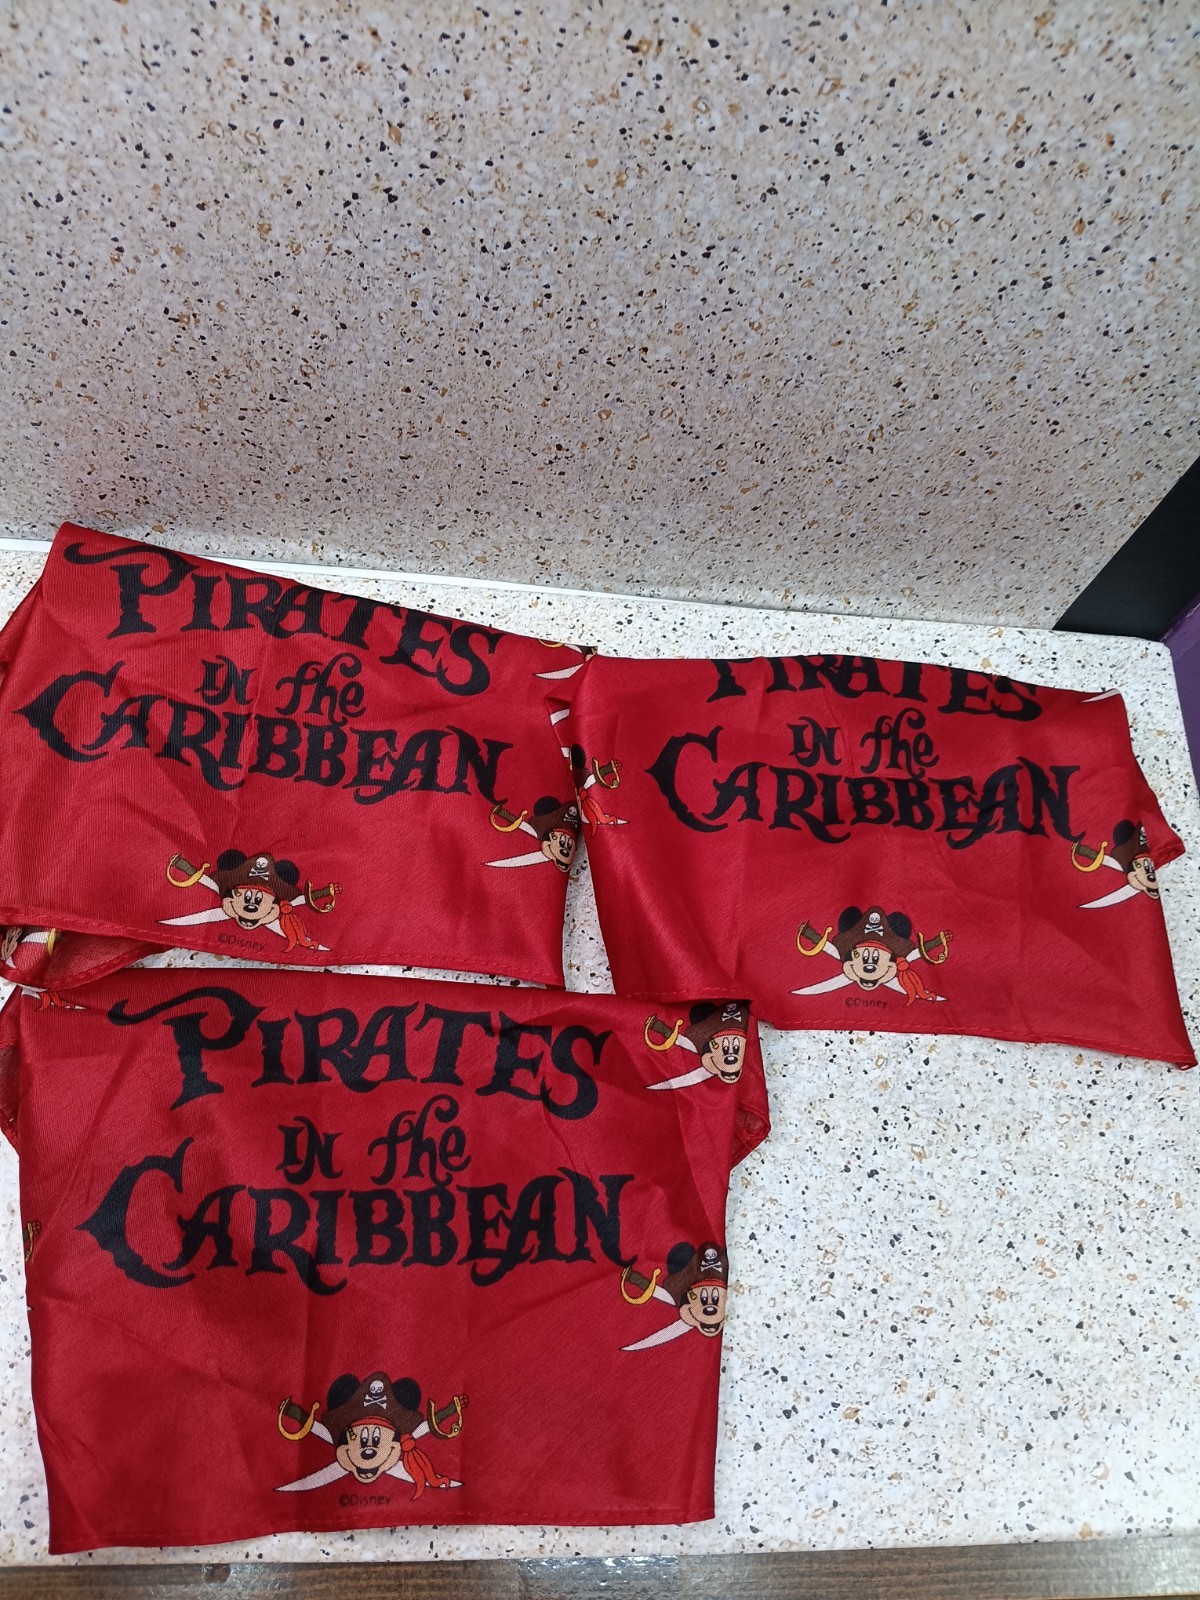 PIRATES
IN the
CARIBBEAN
©Disney
PIRATES
IN the
CARIBBEAN
©Disney
PIRATES
IN the
CARIBBEAN
©Disney